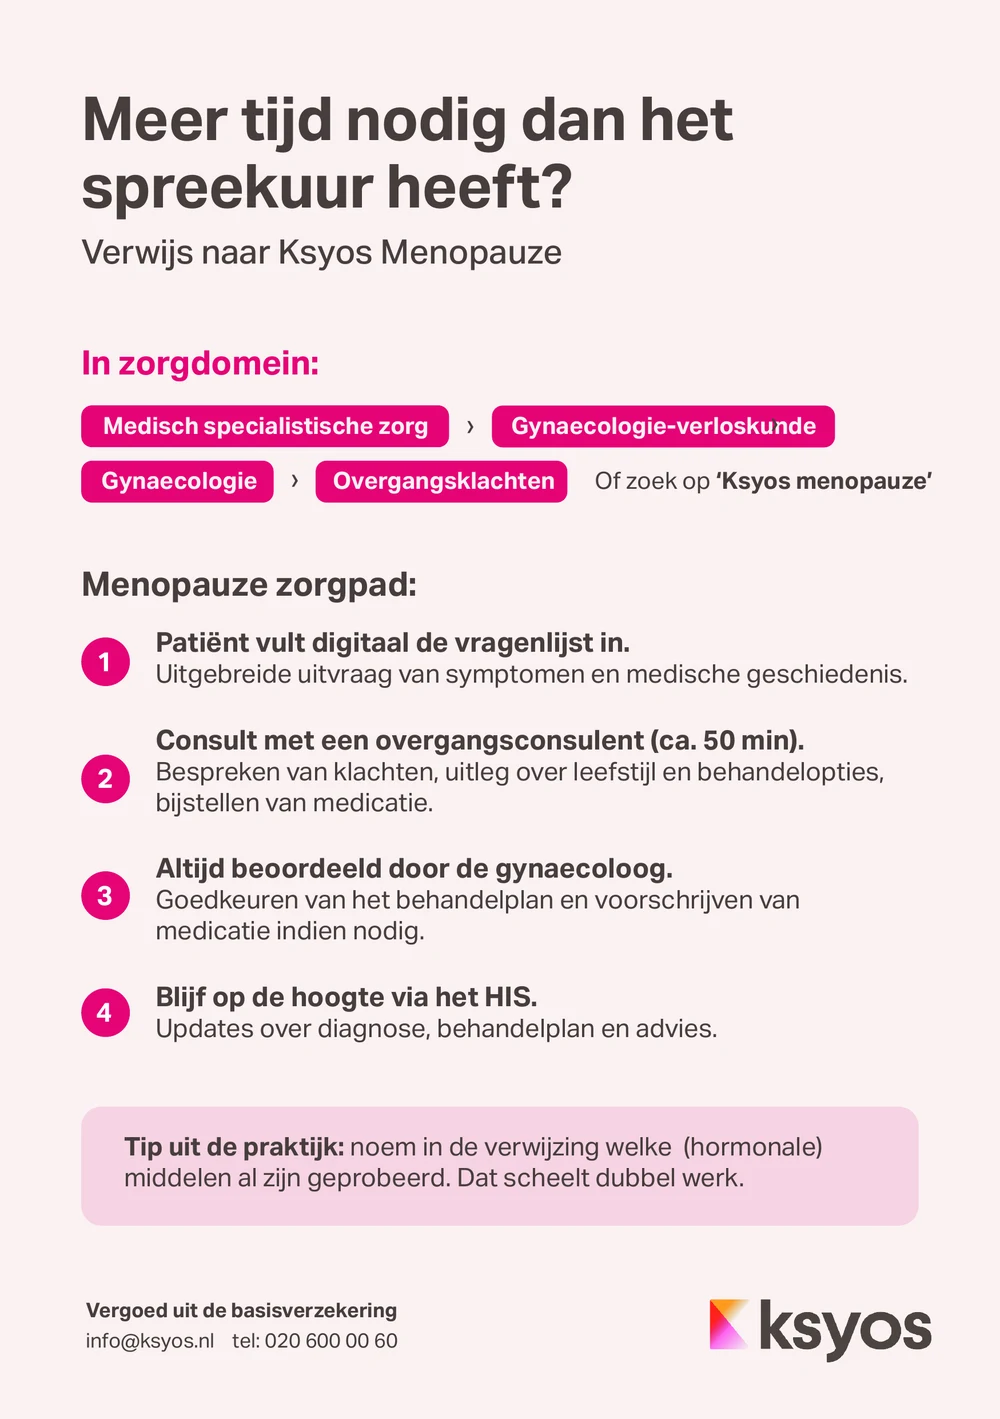 Meer tijd nodig dan het
spreekuur heeft?
Verwijs naar Ksyos Menopauze
In zorgdomein:
Medisch specialistische zorg › Gynaecologie-verloskunde
Gynaecologie › Overgangsklachten Of zoek op ‘Ksyos menopauze’
Menopauze zorgpad:
1 Patiënt vult digitaal de vragenlijst in.
Uitgebreide uitvraag van symptomen en medische geschiedenis.
2 Consult met een overgangsconsulent (ca. 50 min).
Bespreken van klachten, uitleg over leefstijl en behandelopties,
bijstellen van medicatie.
3 Altijd beoordeeld door de gynaecoloog.
Goedkeuren van het behandelplan en voorschrijven van
medicatie indien nodig.
4 Blijf op de hoogte via het HIS.
Updates over diagnose, behandelplan en advies.
Tip uit de praktijk: noem in de verwijzing welke (hormonale)
middelen al zijn geprobeerd. Dat scheelt dubbel werk.
Vergoed uit de basisverzekering
info@ksyos.nl tel: 020 600 00 60
ksyos